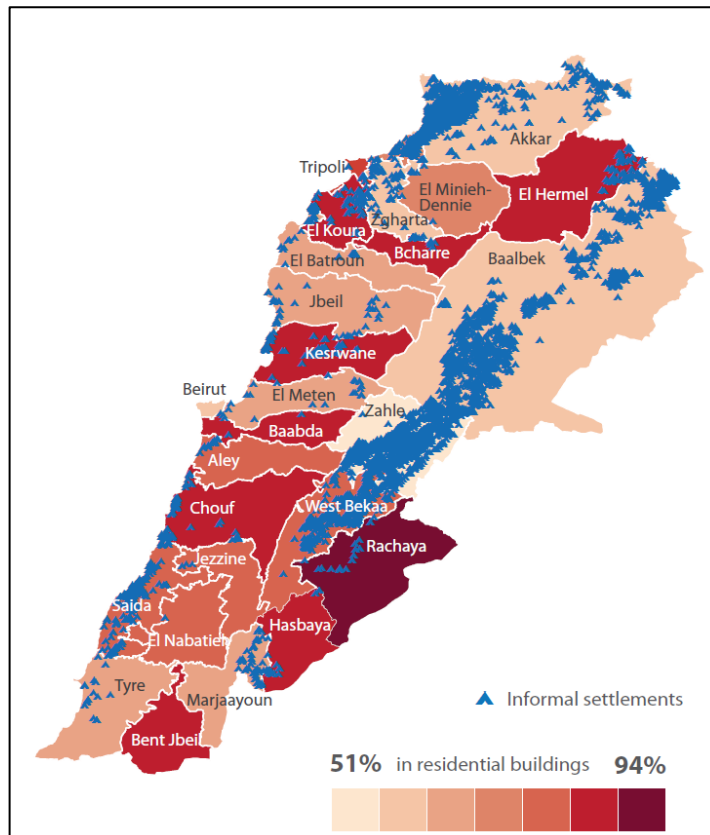 Akkar
Tripoli
El Minieh-
Dennie
El Hermel
Zgharta
El Koura
Bcharre
El Batroun
Baalbek
Jbeil
Kesrwane
Beirut
El Meten
Zahle
Baabda
Aley
West Bekaa
Chouf
Rachaya
Jezzine
Saida
Hasbaya
El Nabatieh
Tyre
Marjaayoun
Informal settlements
Bent Jbeil
51% in residential buildings 94%